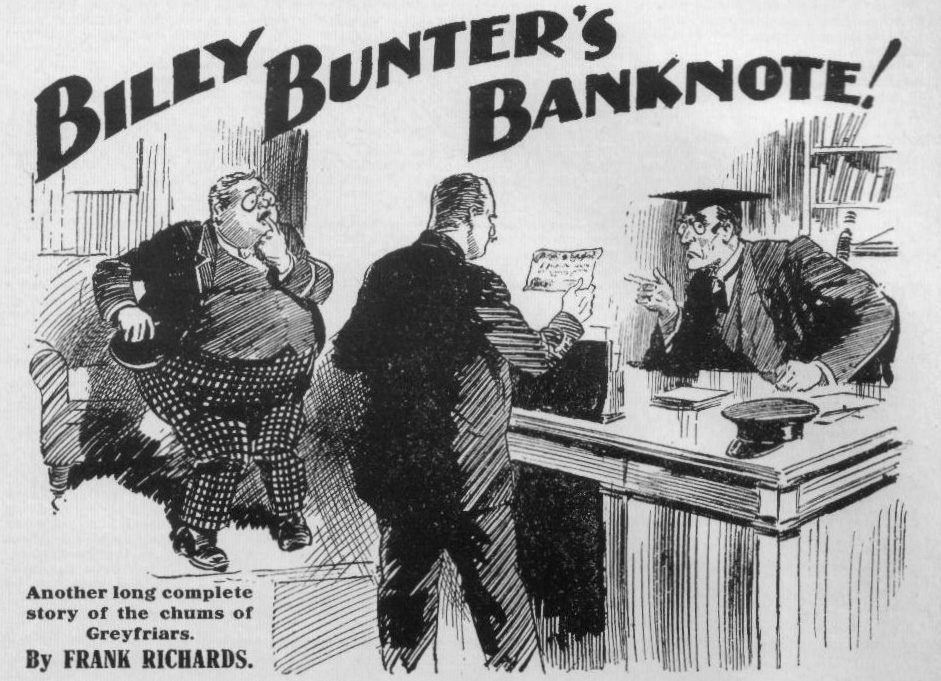 BILLY BUNTER'S
BANKNOTE!
Another long complete
story of the chums of
Greyfriars.
By FRANK RICHARDS.